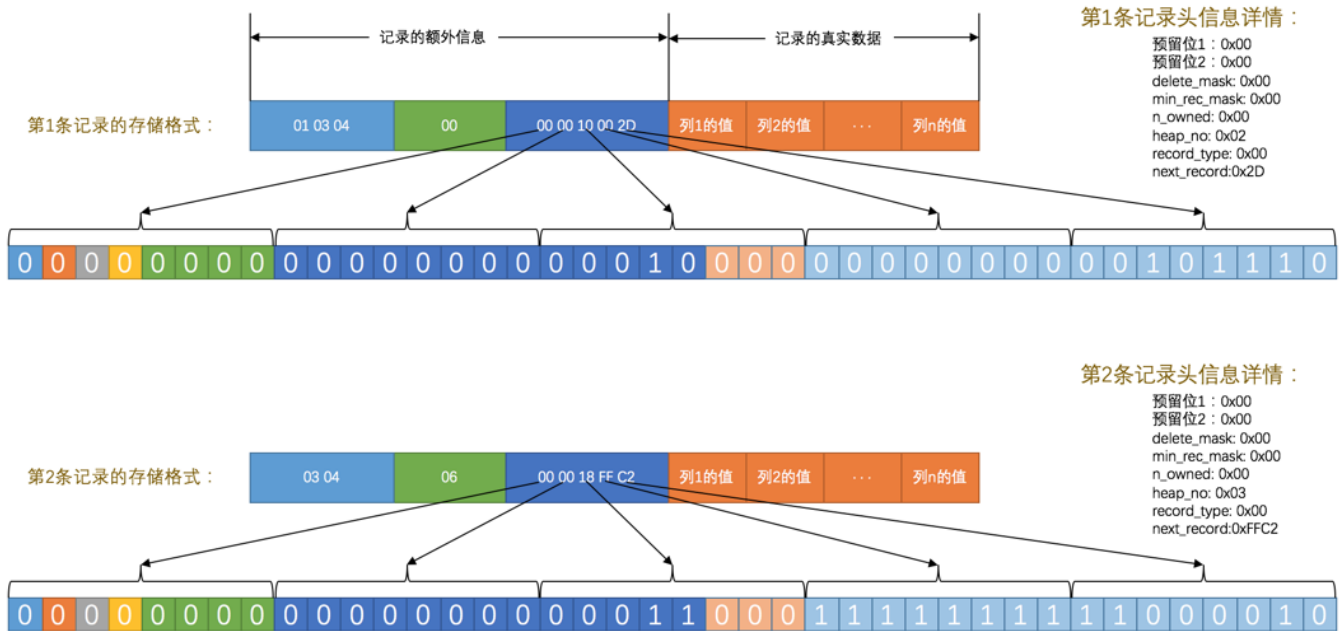 记录的额外信息 记录的真实数据
第1条记录头信息详情：
预留位1：0x00
预留位2：0x00
delete_mask: 0x00
min_rec_mask: 0x00
n_owned: 0x00
heap_no: 0x02
record_type: 0x00
next_record:0x2D
第1条记录的存储格式： 01 03 04 00 00 00 10 00 2D 列1的值 列2的值 ··· 列n的值
0 0 0 0 0 0 0 0 0 0 0 0 0 0 0 0 0 0 0 1 0 0 0 0 0 0 0 0 0 0 0 0 0 0 1 0 1 1 1 0
第2条记录头信息详情：
预留位1：0x00
预留位2：0x00
delete_mask: 0x00
min_rec_mask: 0x00
n_owned: 0x00
heap_no: 0x03
record_type: 0x00
next_record:0xFFC2
第2条记录的存储格式： 03 04 06 00 00 18 FF C2 列1的值 列2的值 ··· 列n的值
0 0 0 0 0 0 0 0 0 0 0 0 0 0 0 0 0 0 0 1 1 0 0 0 1 1 1 1 1 1 1 1 1 1 0 0 0 0 1 0